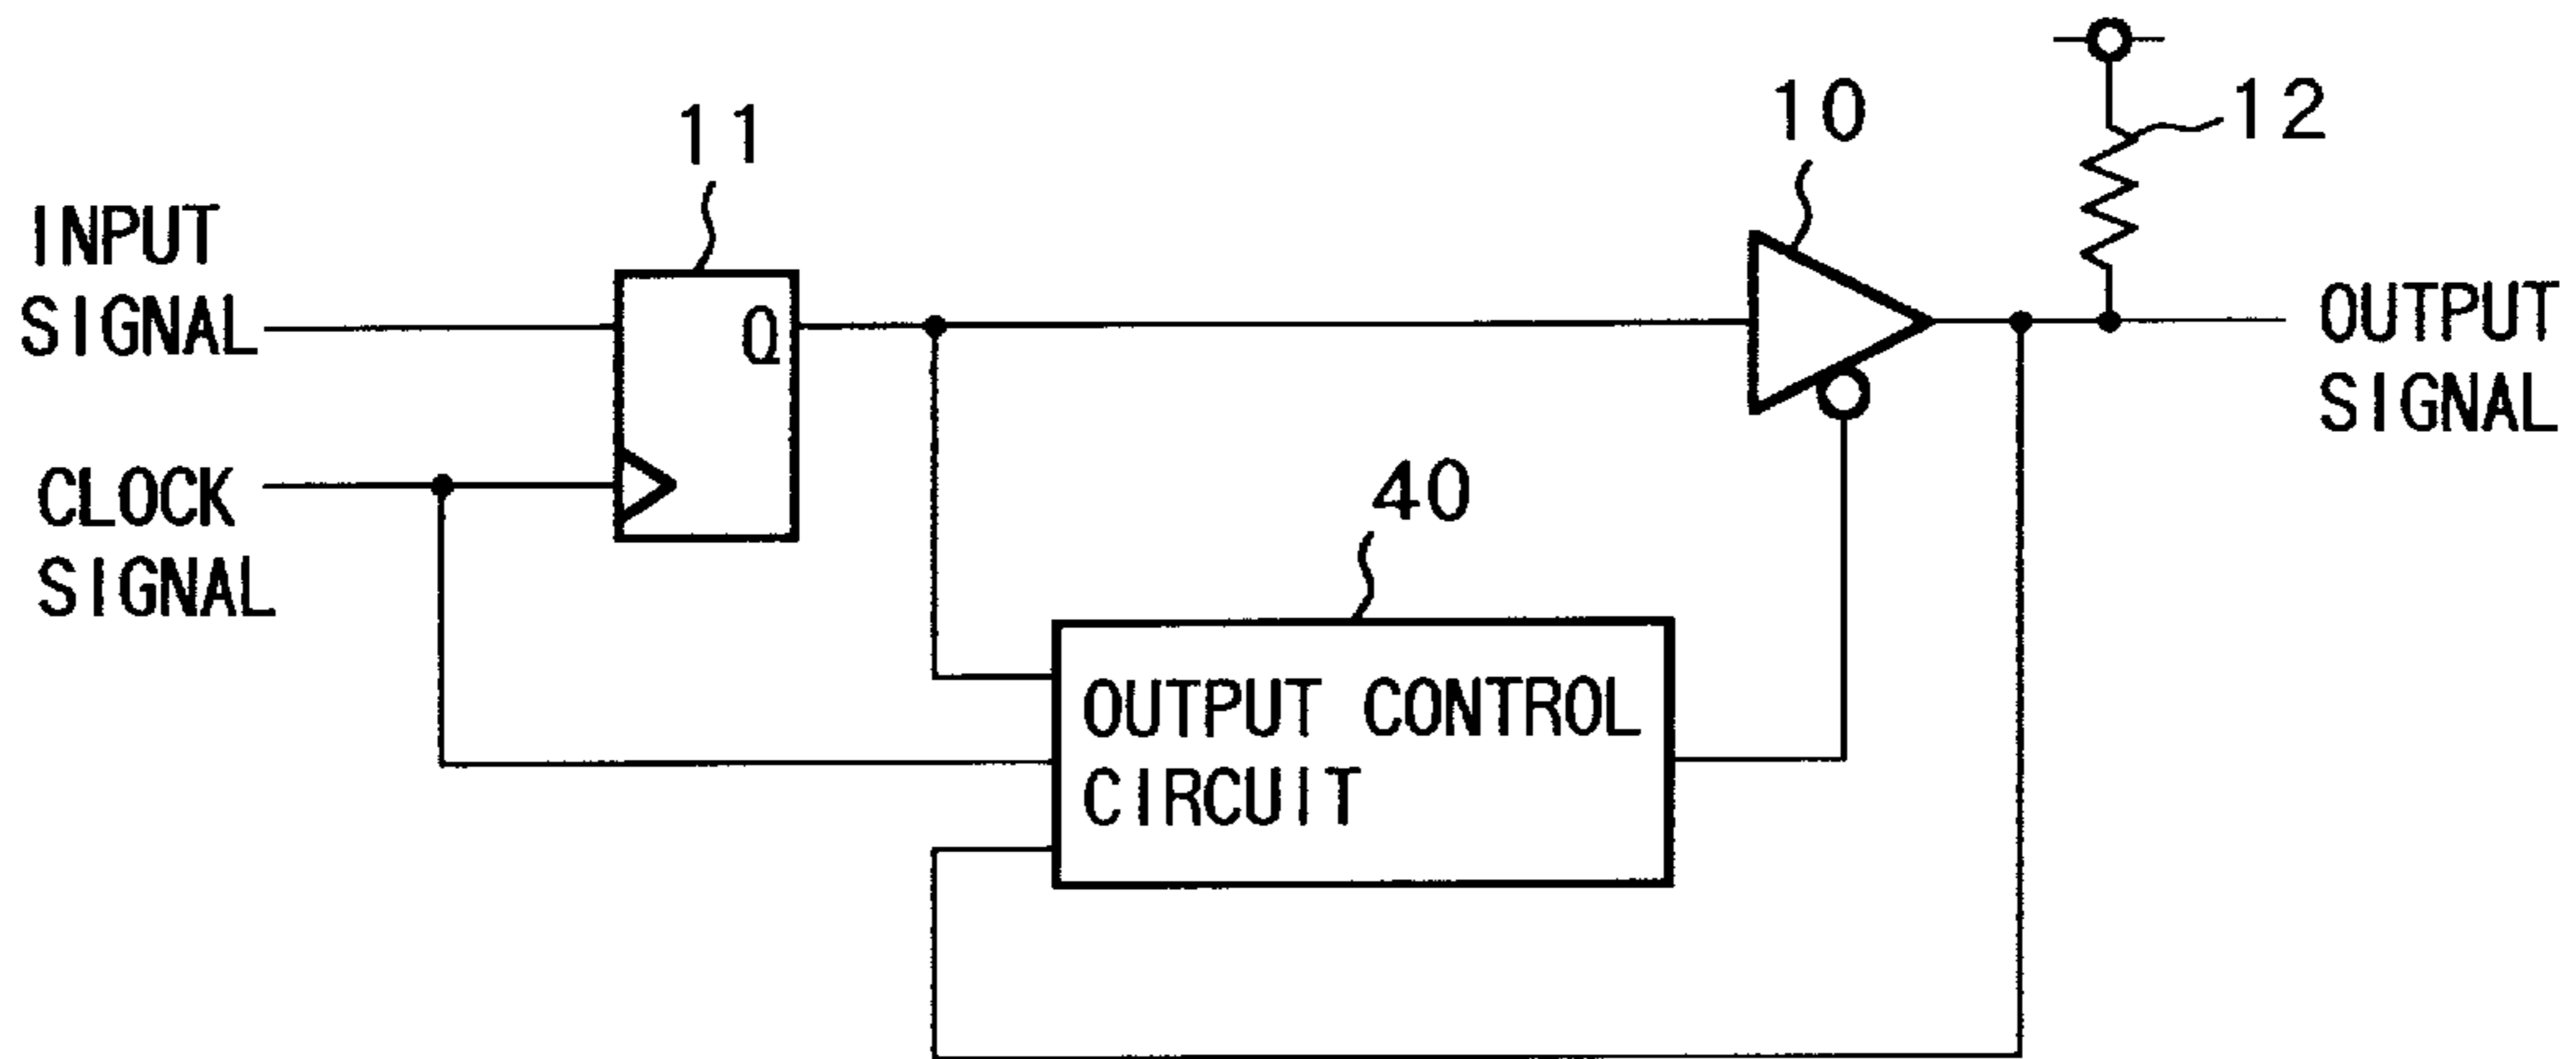 11
10
12
INPUT
SIGNAL
Q
OUTPUT
SIGNAL
CLOCK
SIGNAL
40
OUTPUT CONTROL
CIRCUIT